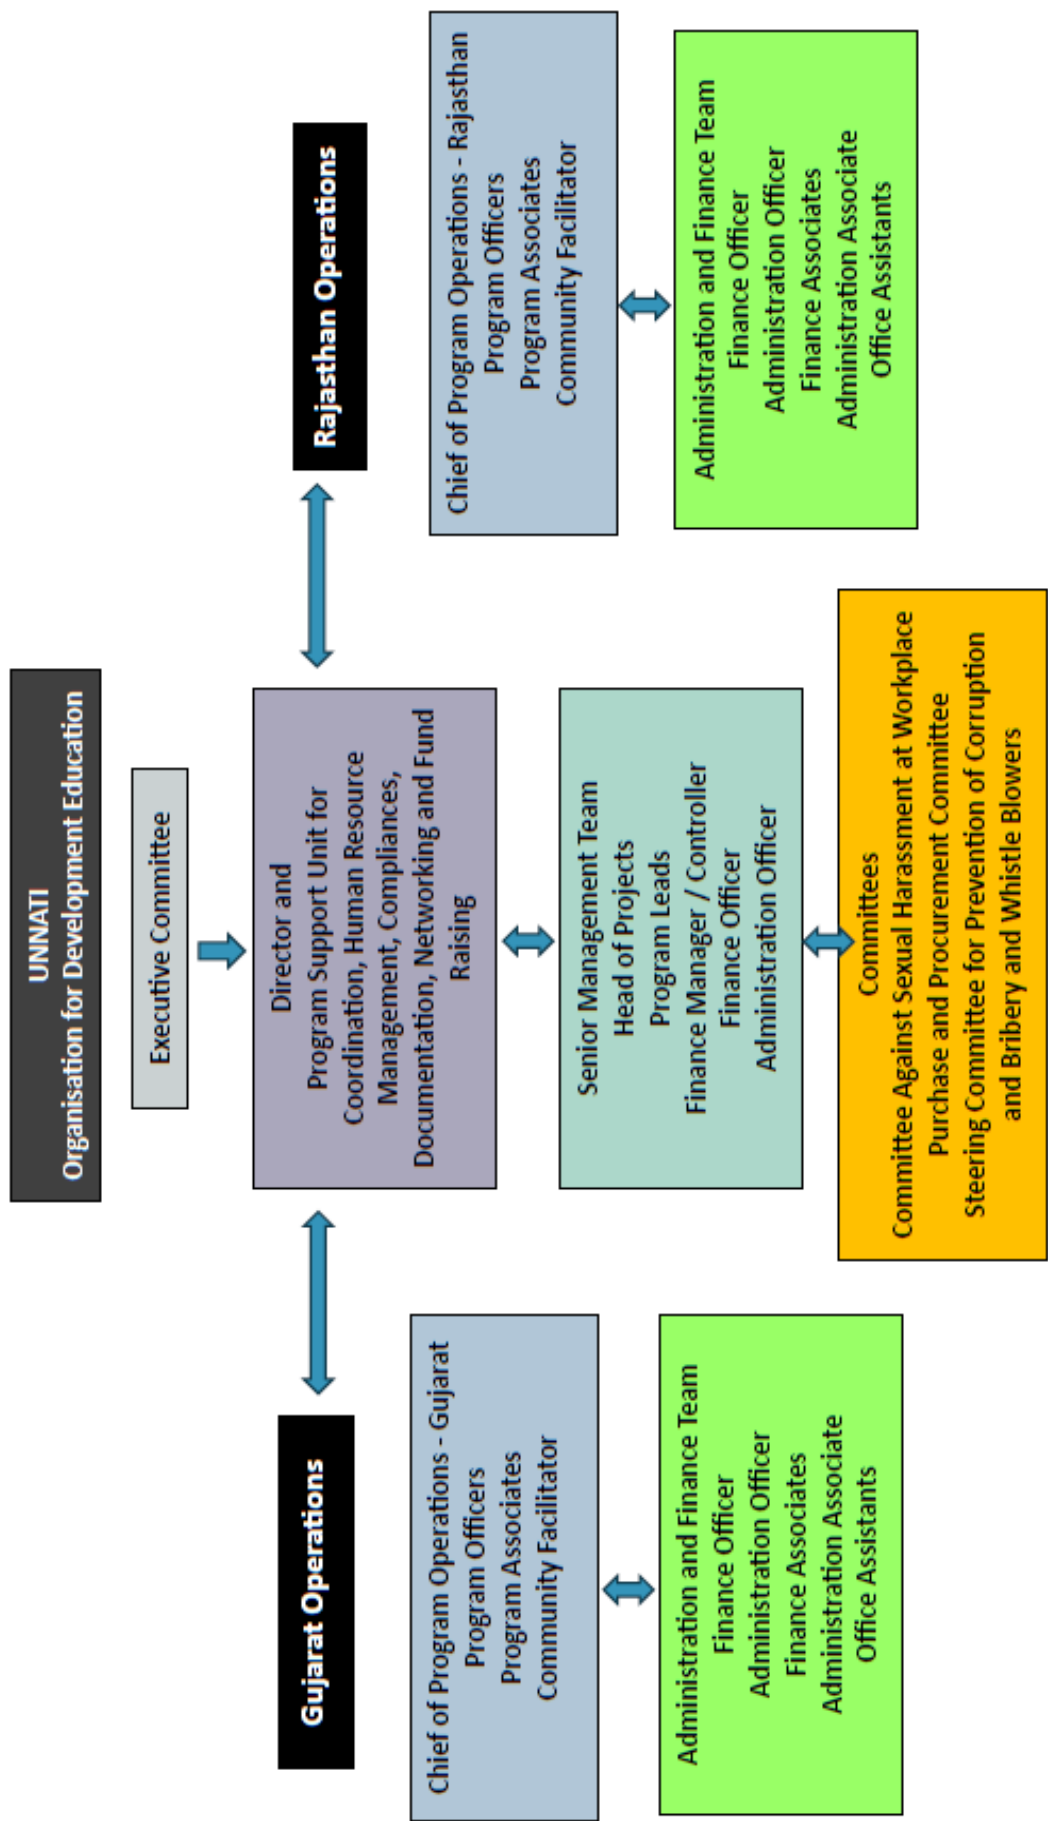 UNNATI
Organisation for Development Education
Executive Committee
Gujarat Operations
Director and
Program Support Unit for
Coordination, Human Resource
Management, Compliances,
Documentation, Networking and Fund
Raising
Rajasthan Operations
Chief of Program Operations - Gujarat
Program Officers
Program Associates
Community Facilitator
Senior Management Team
Head of Projects
Program Leads
Finance Manager / Controller
Finance Officer
Administration Officer
Chief of Program Operations - Rajasthan
Program Officers
Program Associates
Community Facilitator
Administration and Finance Team
Finance Officer
Administration Officer
Finance Associates
Administration Associate
Office Assistants
Committees
Committee Against Sexual Harassment at Workplace
Purchase and Procurement Committee
Steering Committee for Prevention of Corruption
and Bribery and Whistle Blowers
Administration and Finance Team
Finance Officer
Administration Officer
Finance Associates
Administration Associate
Office Assistants